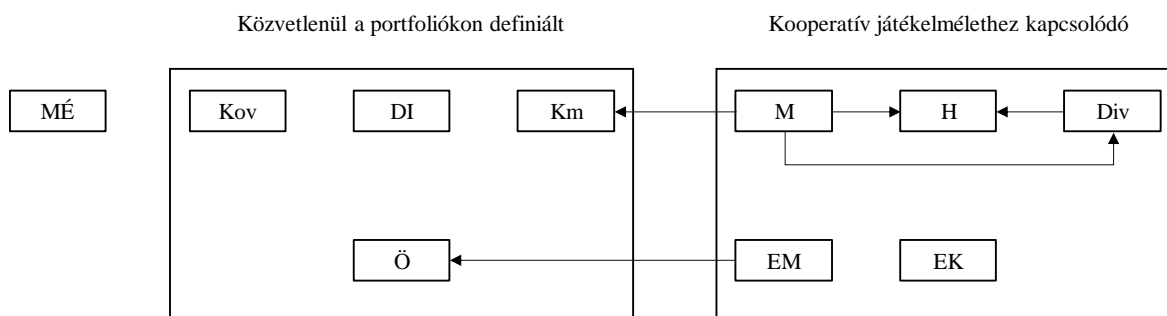 Közvetlenül a portfoliókon definiált
Kooperatív játékelmélethez kapcsolódó
MÉ
Kov
DI
Km
M
H
Div
Ö
EM
EK